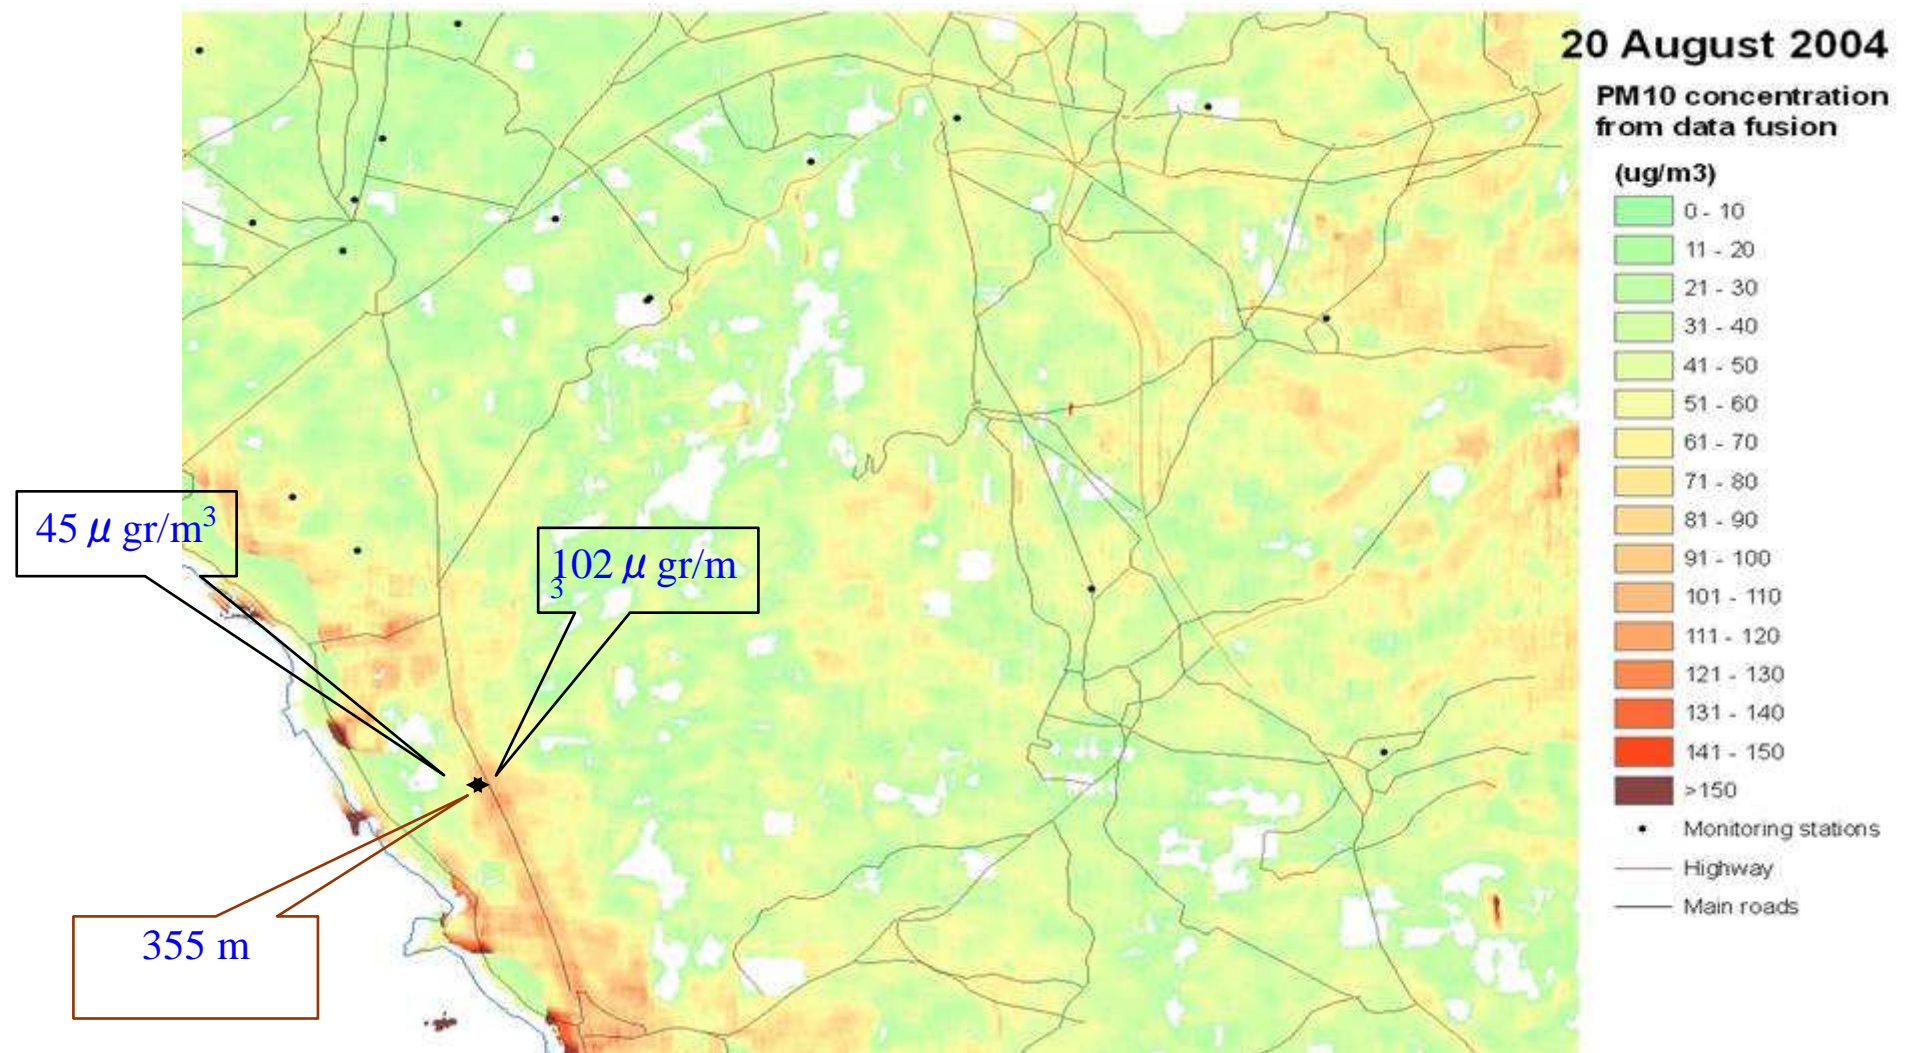 20 August 2004
PM10 concentration
from data fusion
(ug/m3)
0 - 10
11 - 20
21 - 30
31 - 40
41 - 50
51 - 60
61 - 70
71 - 80
81 - 90
91 - 100
101 - 110
111 - 120
121 - 130
131 - 140
141 - 150
>150
Monitoring stations
Highway
Main roads
45 μ gr/m³
102 μ gr/m
3
355 m